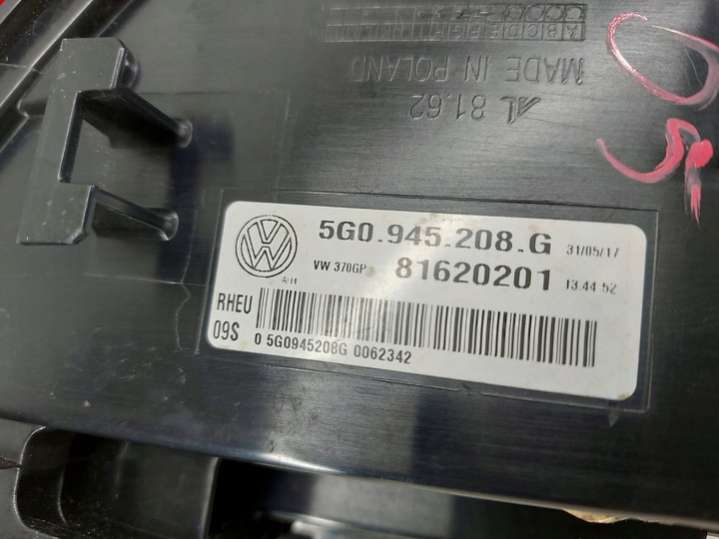 MADE IN POLAND
AL 81.62
5G0.945.208.G 31/05/17
VW 370GP 81620201 13.44 52
RHEU
09S
0 5G0945208G 0062342